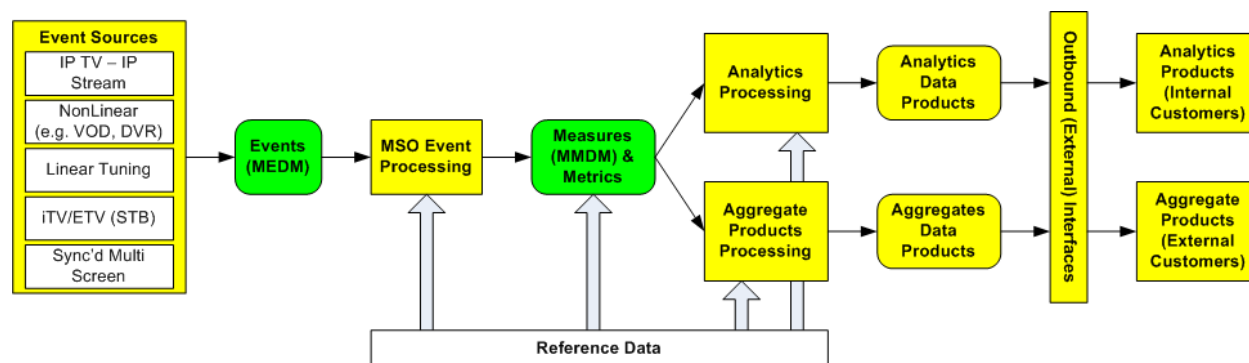 Event Sources
IP TV – IP
Stream
NonLinear
(e.g. VOD, DVR)
Linear Tuning
iTV/ETV (STB)
Sync'd Multi
Screen
Events
(MEDM)
MSO Event
Processing
Measures
(MMDM) &
Metrics
Analytics
Processing
Aggregate
Products
Processing
Analytics
Data
Products
Aggregates
Data
Products
Outbound (External) Interfaces
Analytics
Products
(Internal
Customers)
Aggregate
Products
(External
Customers)
Reference Data